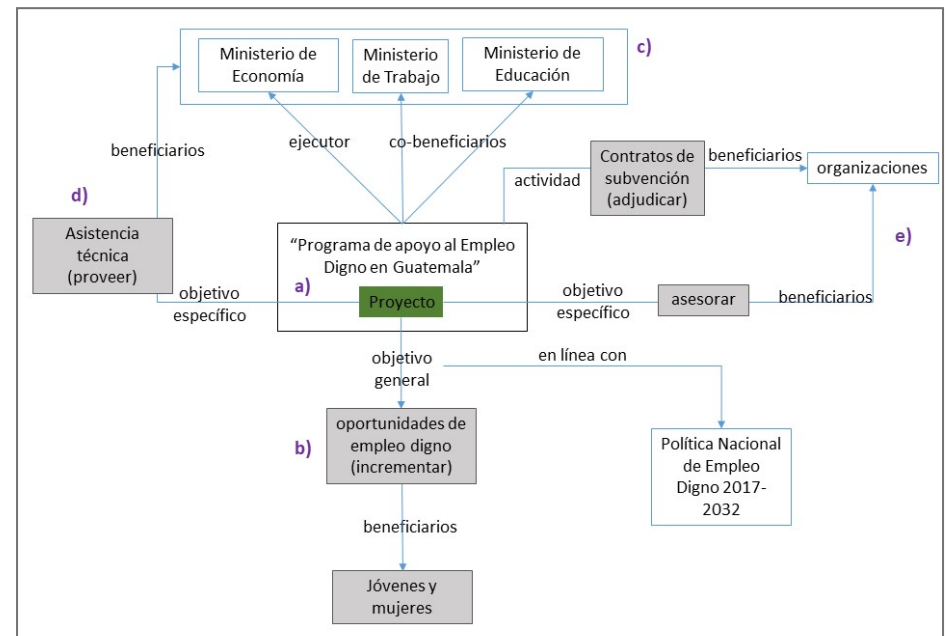 Ministerio de
Economía
Ministerio
de Trabajo
Ministerio de
Educación
c)
beneficiarios
ejecutor
co-beneficiarios
actividad
Contratos de
subvención
(adjudicar)
beneficiarios
organizaciones
d)
Asistencia
técnica
(proveer)
e)
“Programa de apoyo al Empleo
Digno en Guatemala”
a)
Proyecto
objetivo
específico
objetivo
específico
asesorar
beneficiarios
objetivo
general
en línea con
b)
oportunidades de
empleo digno
(incrementar)
Política Nacional
de Empleo
Digno 2017-
2032
beneficiarios
Jóvenes y
mujeres